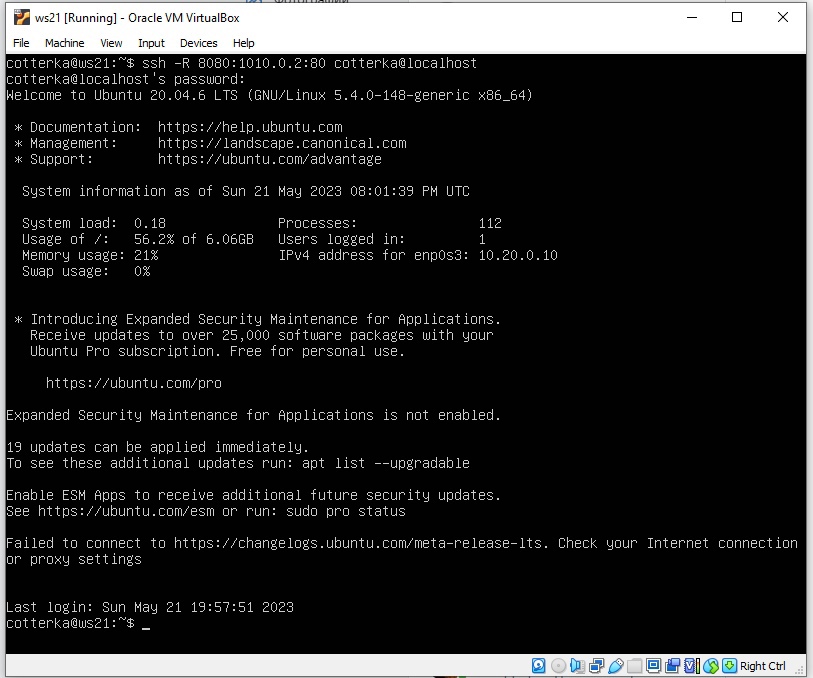 ws21 [Running] - Oracle VM VirtualBox
File Machine View Input Devices Help
cotterka@ws21:~$ ssh -R 8080:1010.0.2:80 cotterka@localhost
cotterka@localhost's password:
Welcome to Ubuntu 20.04.6 LTS (GNU/Linux 5.4.0-148-generic x86_64)
* Documentation: https://help.ubuntu.com
* Management: https://landscape.canonical.com
* Support: https://ubuntu.com/advantage
System information as of Sun 21 May 2023 08:01:39 PM UTC
System load: 0.18 Processes: 112
Usage of /: 56.2% of 6.06GB Users logged in: 1
Memory usage: 21% IPv4 address for enp0s3: 10.20.0.10
Swap usage: 0%
* Introducing Expanded Security Maintenance for Applications.
Receive updates to over 25,000 software packages with your
Ubuntu Pro subscription. Free for personal use.
https://ubuntu.com/pro
Expanded Security Maintenance for Applications is not enabled.
19 updates can be applied immediately.
To see these additional updates run: apt list --upgradable
Enable ESM Apps to receive additional future security updates.
See https://ubuntu.com/esm or run: sudo pro status
Failed to connect to https://changelogs.ubuntu.com/meta-release-lts. Check your Internet connection
or proxy settings
Last login: Sun May 21 19:57:51 2023
cotterka@ws21:~$ _
Right Ctrl